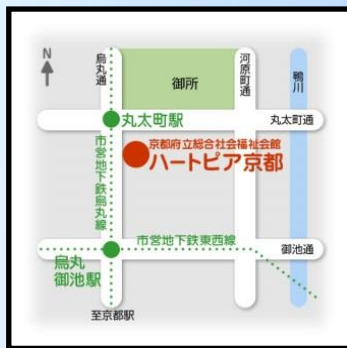 N
烏丸通
御所
河原町通
鴨川
丸太町駅
丸太町通
京都府立総合社会福祉会館
ハートピア京都
市営地下鉄烏丸線
市営地下鉄東西線
御池通
烏丸
御池駅
至京都駅